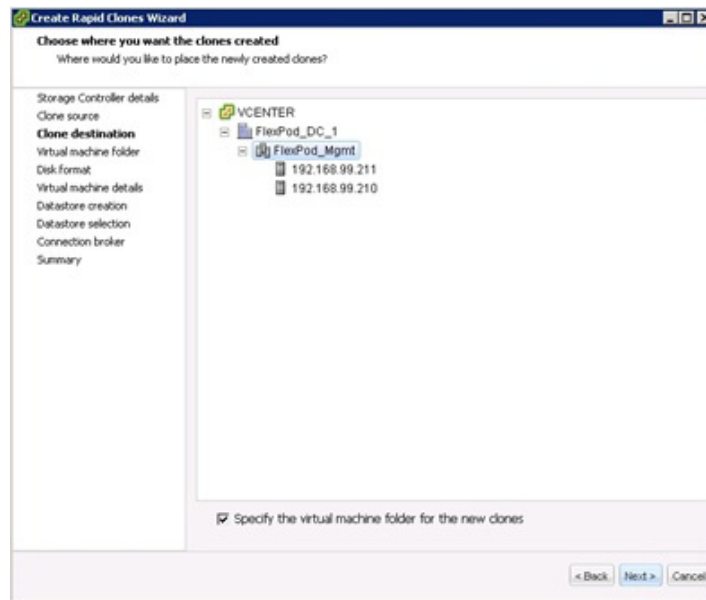 Create Rapid Clones Wizard
Choose where you want the clones created
Where would you like to place the newly created clones?
Storage Controller details
Clone source
Clone destination
Virtual machine folder
Disk format
Virtual machine details
Datastore creation
Datastore selection
Connection broker
Summary
VCENTER
FlexPod_DC_1
FlexPod_Mgmt
192.168.99.211
192.168.99.210
Specify the virtual machine folder for the new clones
< Back Next > Cancel